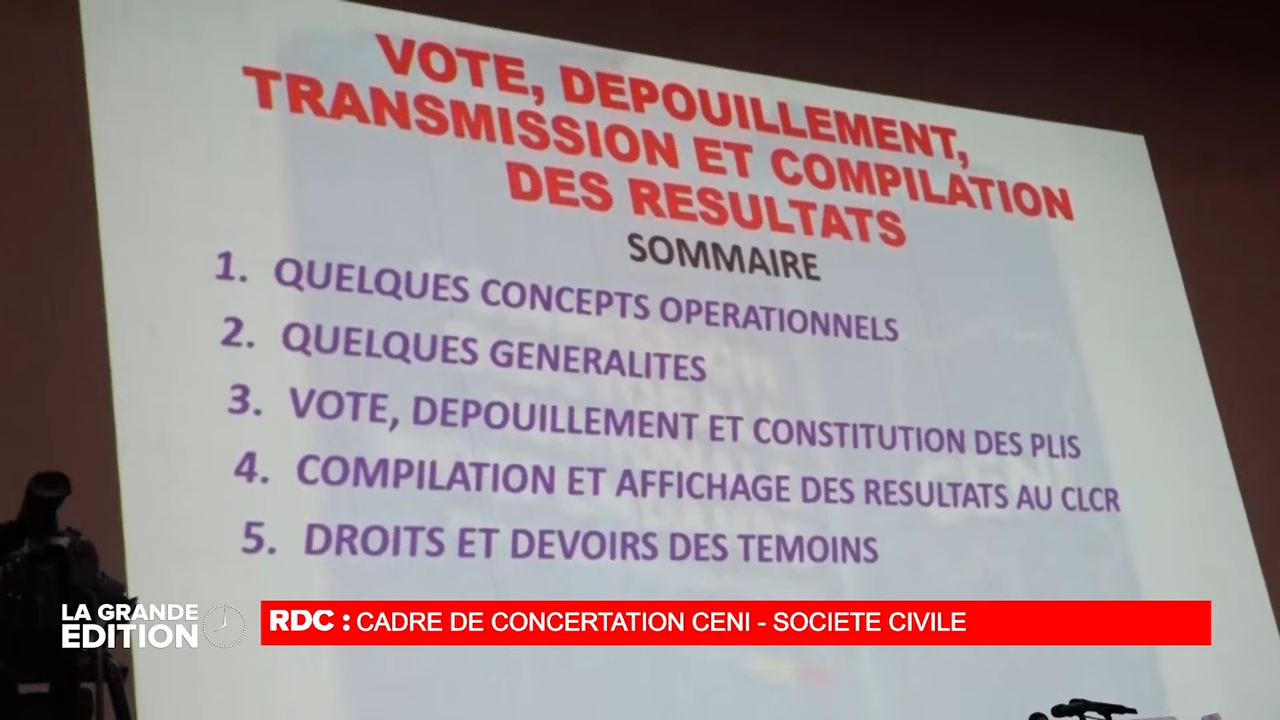 VOTE, DEPOUILLEMENT,
TRANSMISSION ET COMPILATION
DES RESULTATS
SOMMAIRE
1. QUELQUES CONCEPTS OPERATIONNELS
2. QUELQUES GENERALITES
3. VOTE, DEPOUILLEMENT ET CONSTITUTION DES PLIS
4. COMPILATION ET AFFICHAGE DES RESULTATS AU CLCR
5. DROITS ET DEVOIRS DES TEMOINS
LA GRANDE
EDITION
RDC : CADRE DE CONCERTATION CENI - SOCIETE CIVILE